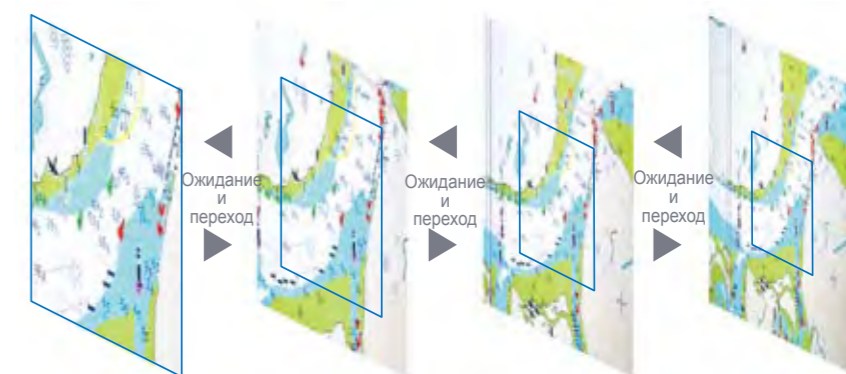 Ожидание
и
переход
Ожидание
и
переход
Ожидание
и
переход